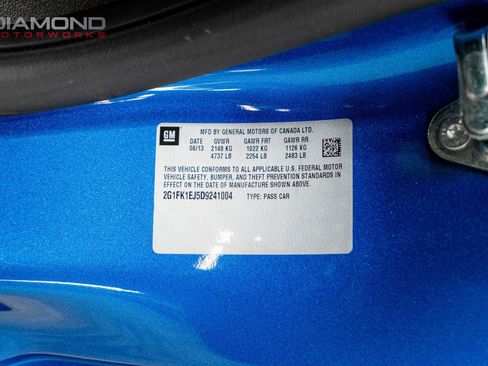 DIAMOND
MOTORWORKS
GM
MFD BY GENERAL MOTORS OF CANADA LTD.
DATE GVWR GAWR FRT GAWR RR
06/13 2148 KG 1022 KG 1126 KG
4737 LB 2254 LB 2483 LB
THIS VEHICLE CONFORMS TO ALL APPLICABLE U.S. FEDERAL MOTOR
VEHICLE SAFETY, BUMPER, AND THEFT PREVENTION STANDARDS IN
EFFECT ON THE DATE OF MANUFACTURE SHOWN ABOVE.
2G1FK1EJ5D9241004 TYPE: PASS CAR